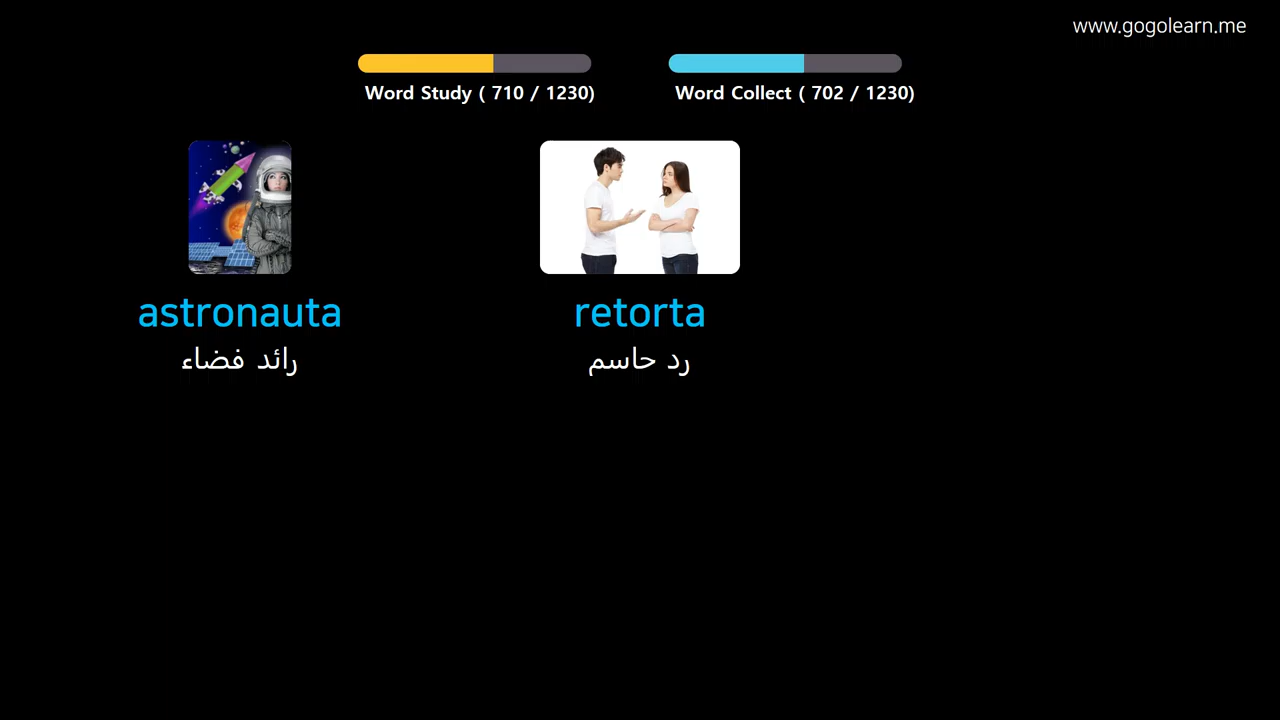 www.gogolearn.me
Word Study ( 710 / 1230)
Word Collect ( 702 / 1230)
astronauta
رائد فضاء
retorta
رد حاسم